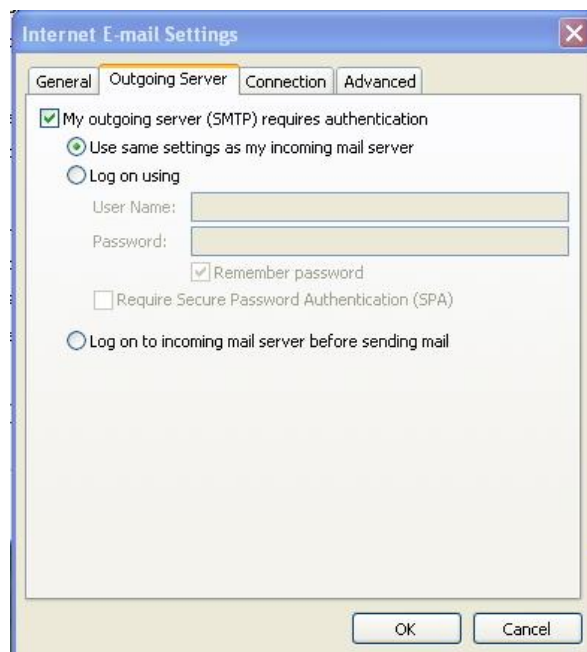 Internet E-mail Settings
General Outgoing Server Connection Advanced
My outgoing server (SMTP) requires authentication
Use same settings as my incoming mail server
Log on using
User Name:
Password:
Remember password
Require Secure Password Authentication (SPA)
Log on to incoming mail server before sending mail
OK Cancel